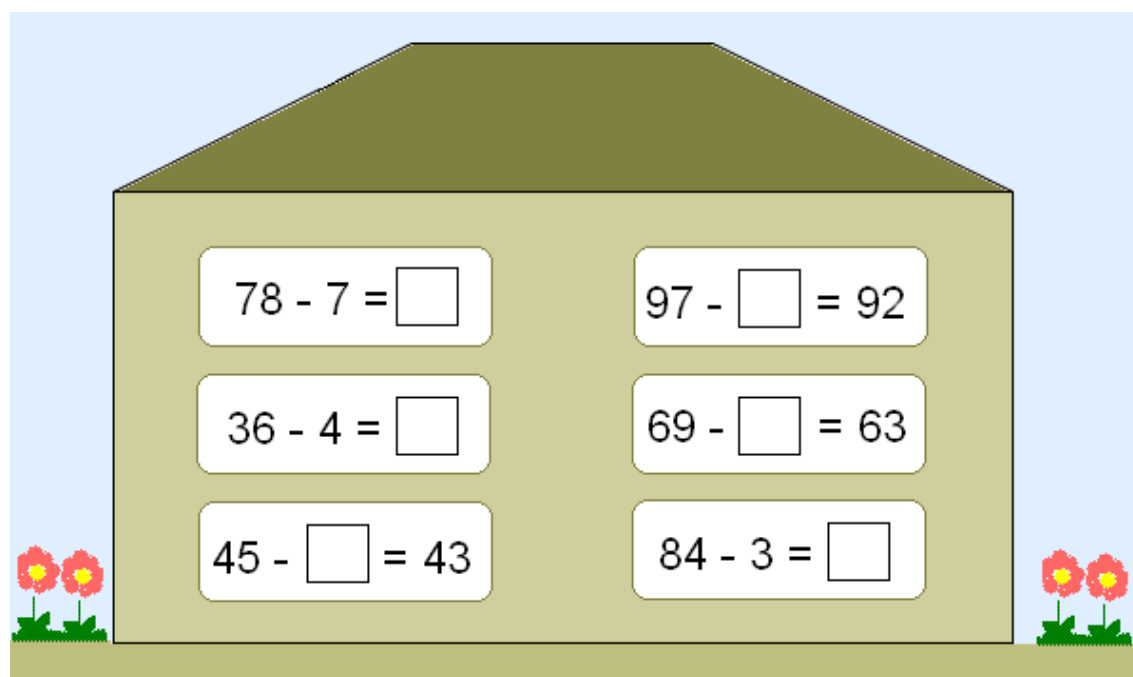 78 - 7 = 
97 - = 92
36 - 4 = 
69 - = 63
45 - = 43
84 - 3 =